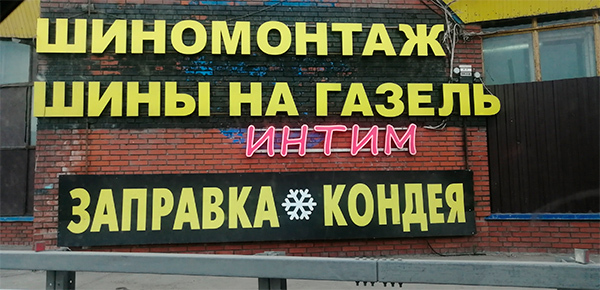 ШИНОМОНТАЖ
ШИНЫ НА ГАЗЕЛЬ
ИНТИМ
ЗАПРАВКА КОНДЕЯ